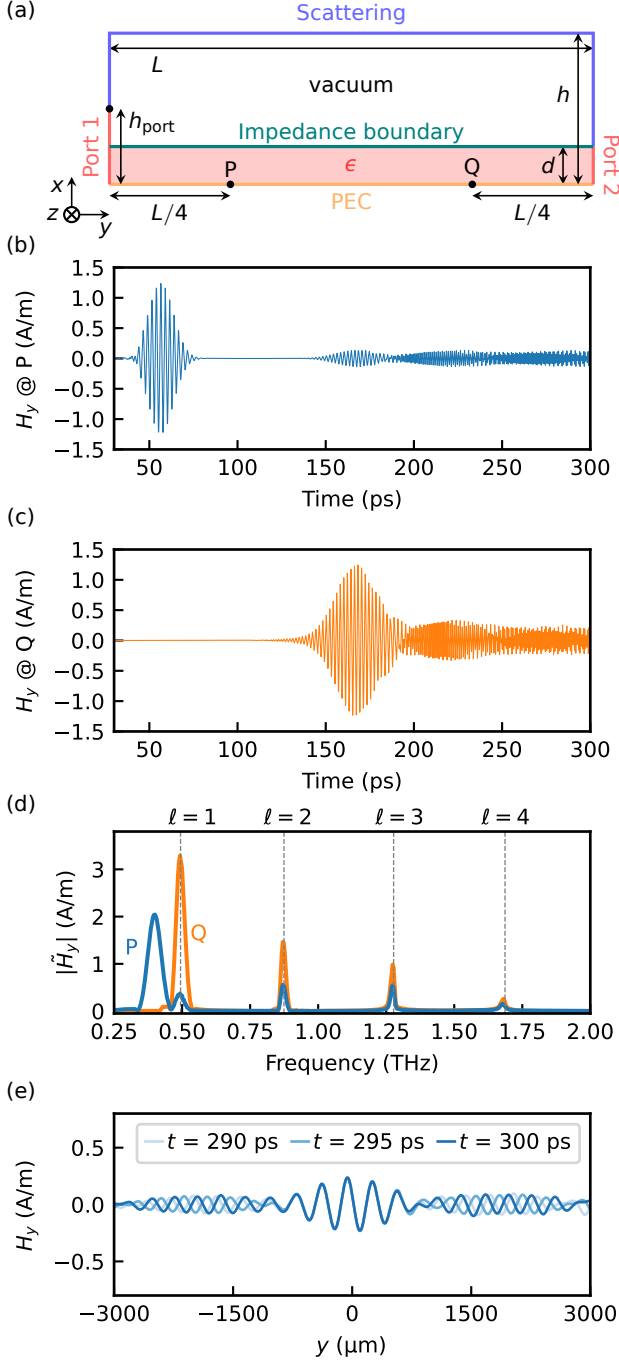 (a)
Scattering
L
vacuum
h
h_port
Port 1
Impedance boundary
Port 2
P
ϵ
Q
d
x
z
y
L/4
PEC
L/4
(b)
1.5
1.0
0.5
0.0
−0.5
−1.0
−1.5
H_y @ P (A/m)
50 100 150 200 250 300
Time (ps)
(c)
1.5
1.0
0.5
0.0
−0.5
−1.0
−1.5
H_y @ Q (A/m)
50 100 150 200 250 300
Time (ps)
(d)
ℓ = 1 ℓ = 2 ℓ = 3 ℓ = 4
3
2
1
0
|H̃_y| (A/m)
P
Q
0.25 0.50 0.75 1.00 1.25 1.50 1.75 2.00
Frequency (THz)
(e)
t = 290 ps t = 295 ps t = 300 ps
0.5
0.0
−0.5
H_y (A/m)
−3000 −1500 0 1500 3000
y (µm)